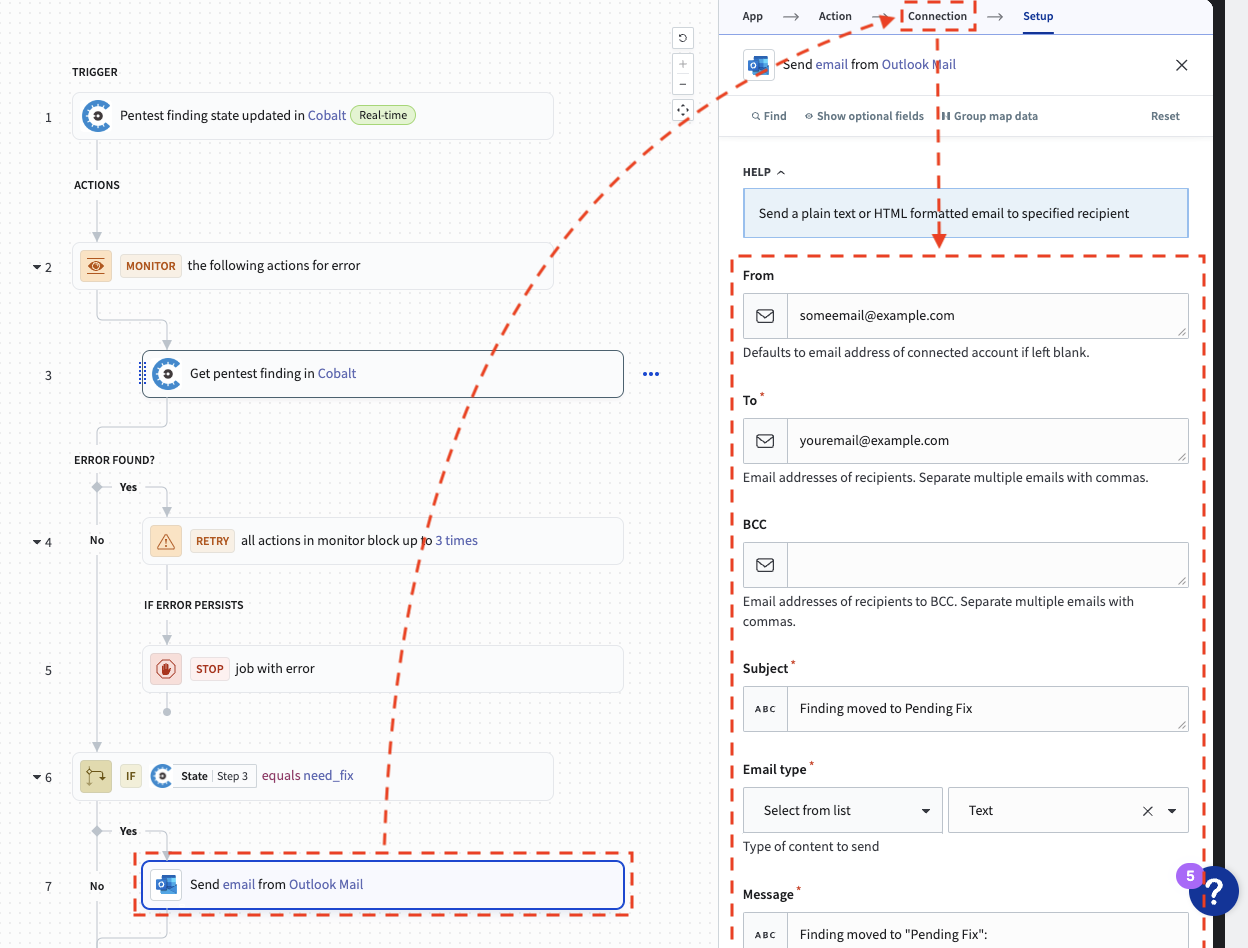 TRIGGER
1
Pentest finding state updated in Cobalt Real-time
ACTIONS
2
MONITOR the following actions for error
3
Get pentest finding in Cobalt
ERROR FOUND?
Yes
No
4
RETRY all actions in monitor block up to 3 times
IF ERROR PERSISTS
5
STOP job with error
6
IF State Step 3 equals need_fix
Yes
7
No
Send email from Outlook Mail
App
Action
Connection
Setup
Send email from Outlook Mail
Find
Show optional fields
Group map data
Reset
HELP
Send a plain text or HTML formatted email to specified recipient
From
someemail@example.com
Defaults to email address of connected account if left blank.
To *
youremail@example.com
Email addresses of recipients. Separate multiple emails with commas.
BCC
Email addresses of recipients to BCC. Separate multiple emails with
commas.
Subject *
ABC Finding moved to Pending Fix
Email type *
Select from list
Text
Type of content to send
5
?
Message *
ABC Finding moved to "Pending Fix":